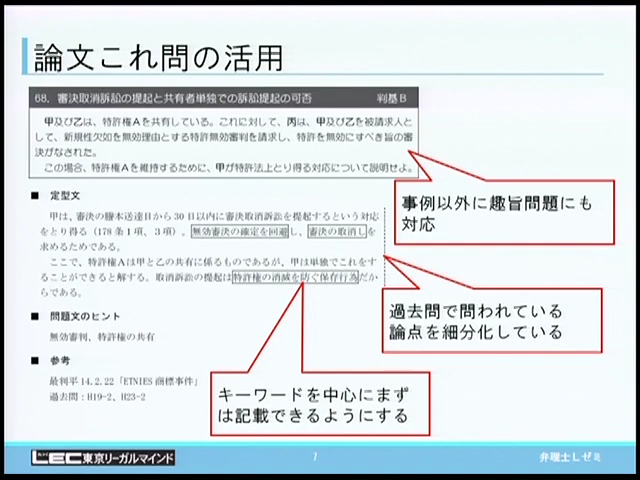 論文これ問の活用
68. 審決取消訴訟の提起と共有者単独での訴訟提起の可否 判基B
甲及び乙は、特許権Aを共有している。これに対して、丙は、甲及び乙を被請求人と
して、新規性欠如を無効理由とする特許無効審判を請求し、特許を無効にすべき旨の審
決がなされた。
この場合、特許権Aを維持するために、甲が特許法上とり得る対応について説明せよ。
事例以外に趣旨問題にも
対応
■ 定型文
甲は、審決の謄本送達日から30日以内に審決取消訴訟を提起するという対応
をとり得る（178条1項、3項）。無効審決の確定を回避し、審決の取消しを
求めるためである。
ここで、特許権Aは甲と乙の共有に係るものであるが、甲は単独でこれをす
ることができると解する。取消訴訟の提起は特許権の消滅を防ぐ保存行為だか
らである。
過去問で問われている
論点を細分化している
■ 問題文のヒント
無効審判、特許権の共有
■ 参考
最判平14.2.22「ETNIES商標事件」
過去問：H19-2、H23-2
キーワードを中心にまず
は記載できるようにする
LEC東京リーガルマインド
7
弁理士Lゼミ